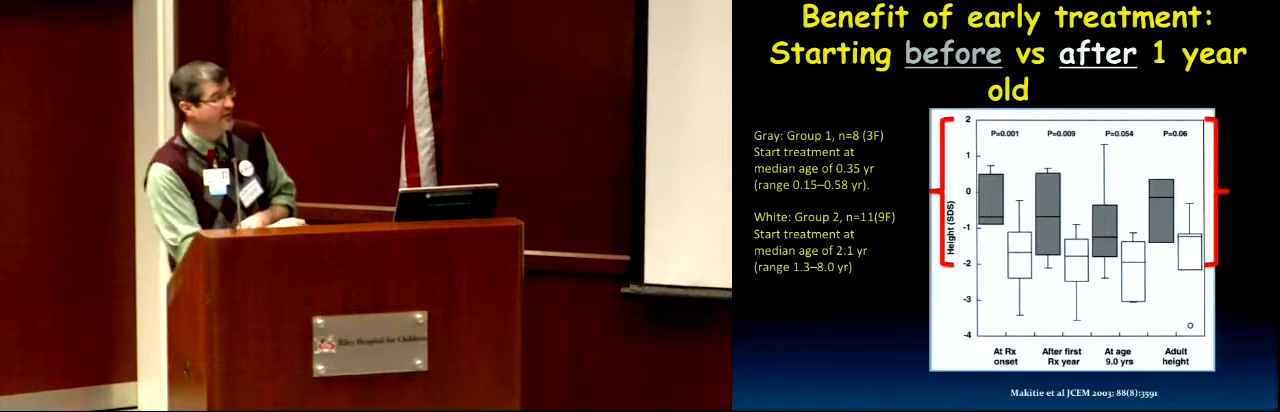 Riley Hospital for Children
Benefit of early treatment:
Starting before vs after 1 year
old
Gray: Group 1, n=8 (3F)
Start treatment at
median age of 0.35 yr
(range 0.15–0.58 yr).
White: Group 2, n=11(9F)
Start treatment at
median age of 2.1 yr
(range 1.3–8.0 yr)
Height (SDS)
2
1
0
-1
-2
-3
-4
P=0.001 P=0.009 P=0.054 P=0.06
At Rx onset
After first Rx year
At age 9.0 yrs
Adult height
Makitie et al JCEM 2003; 88(8):3591